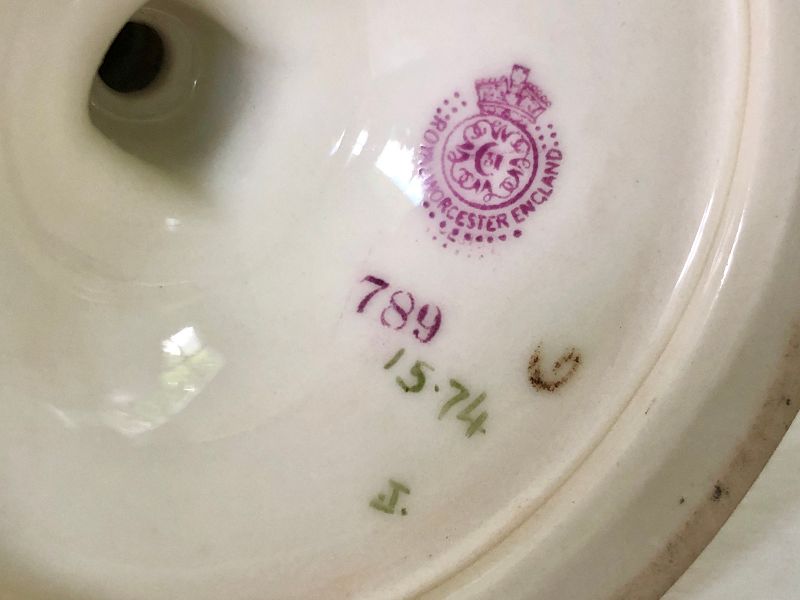 ROYAL WORCESTER ENGLAND.
789
15.74
.I.